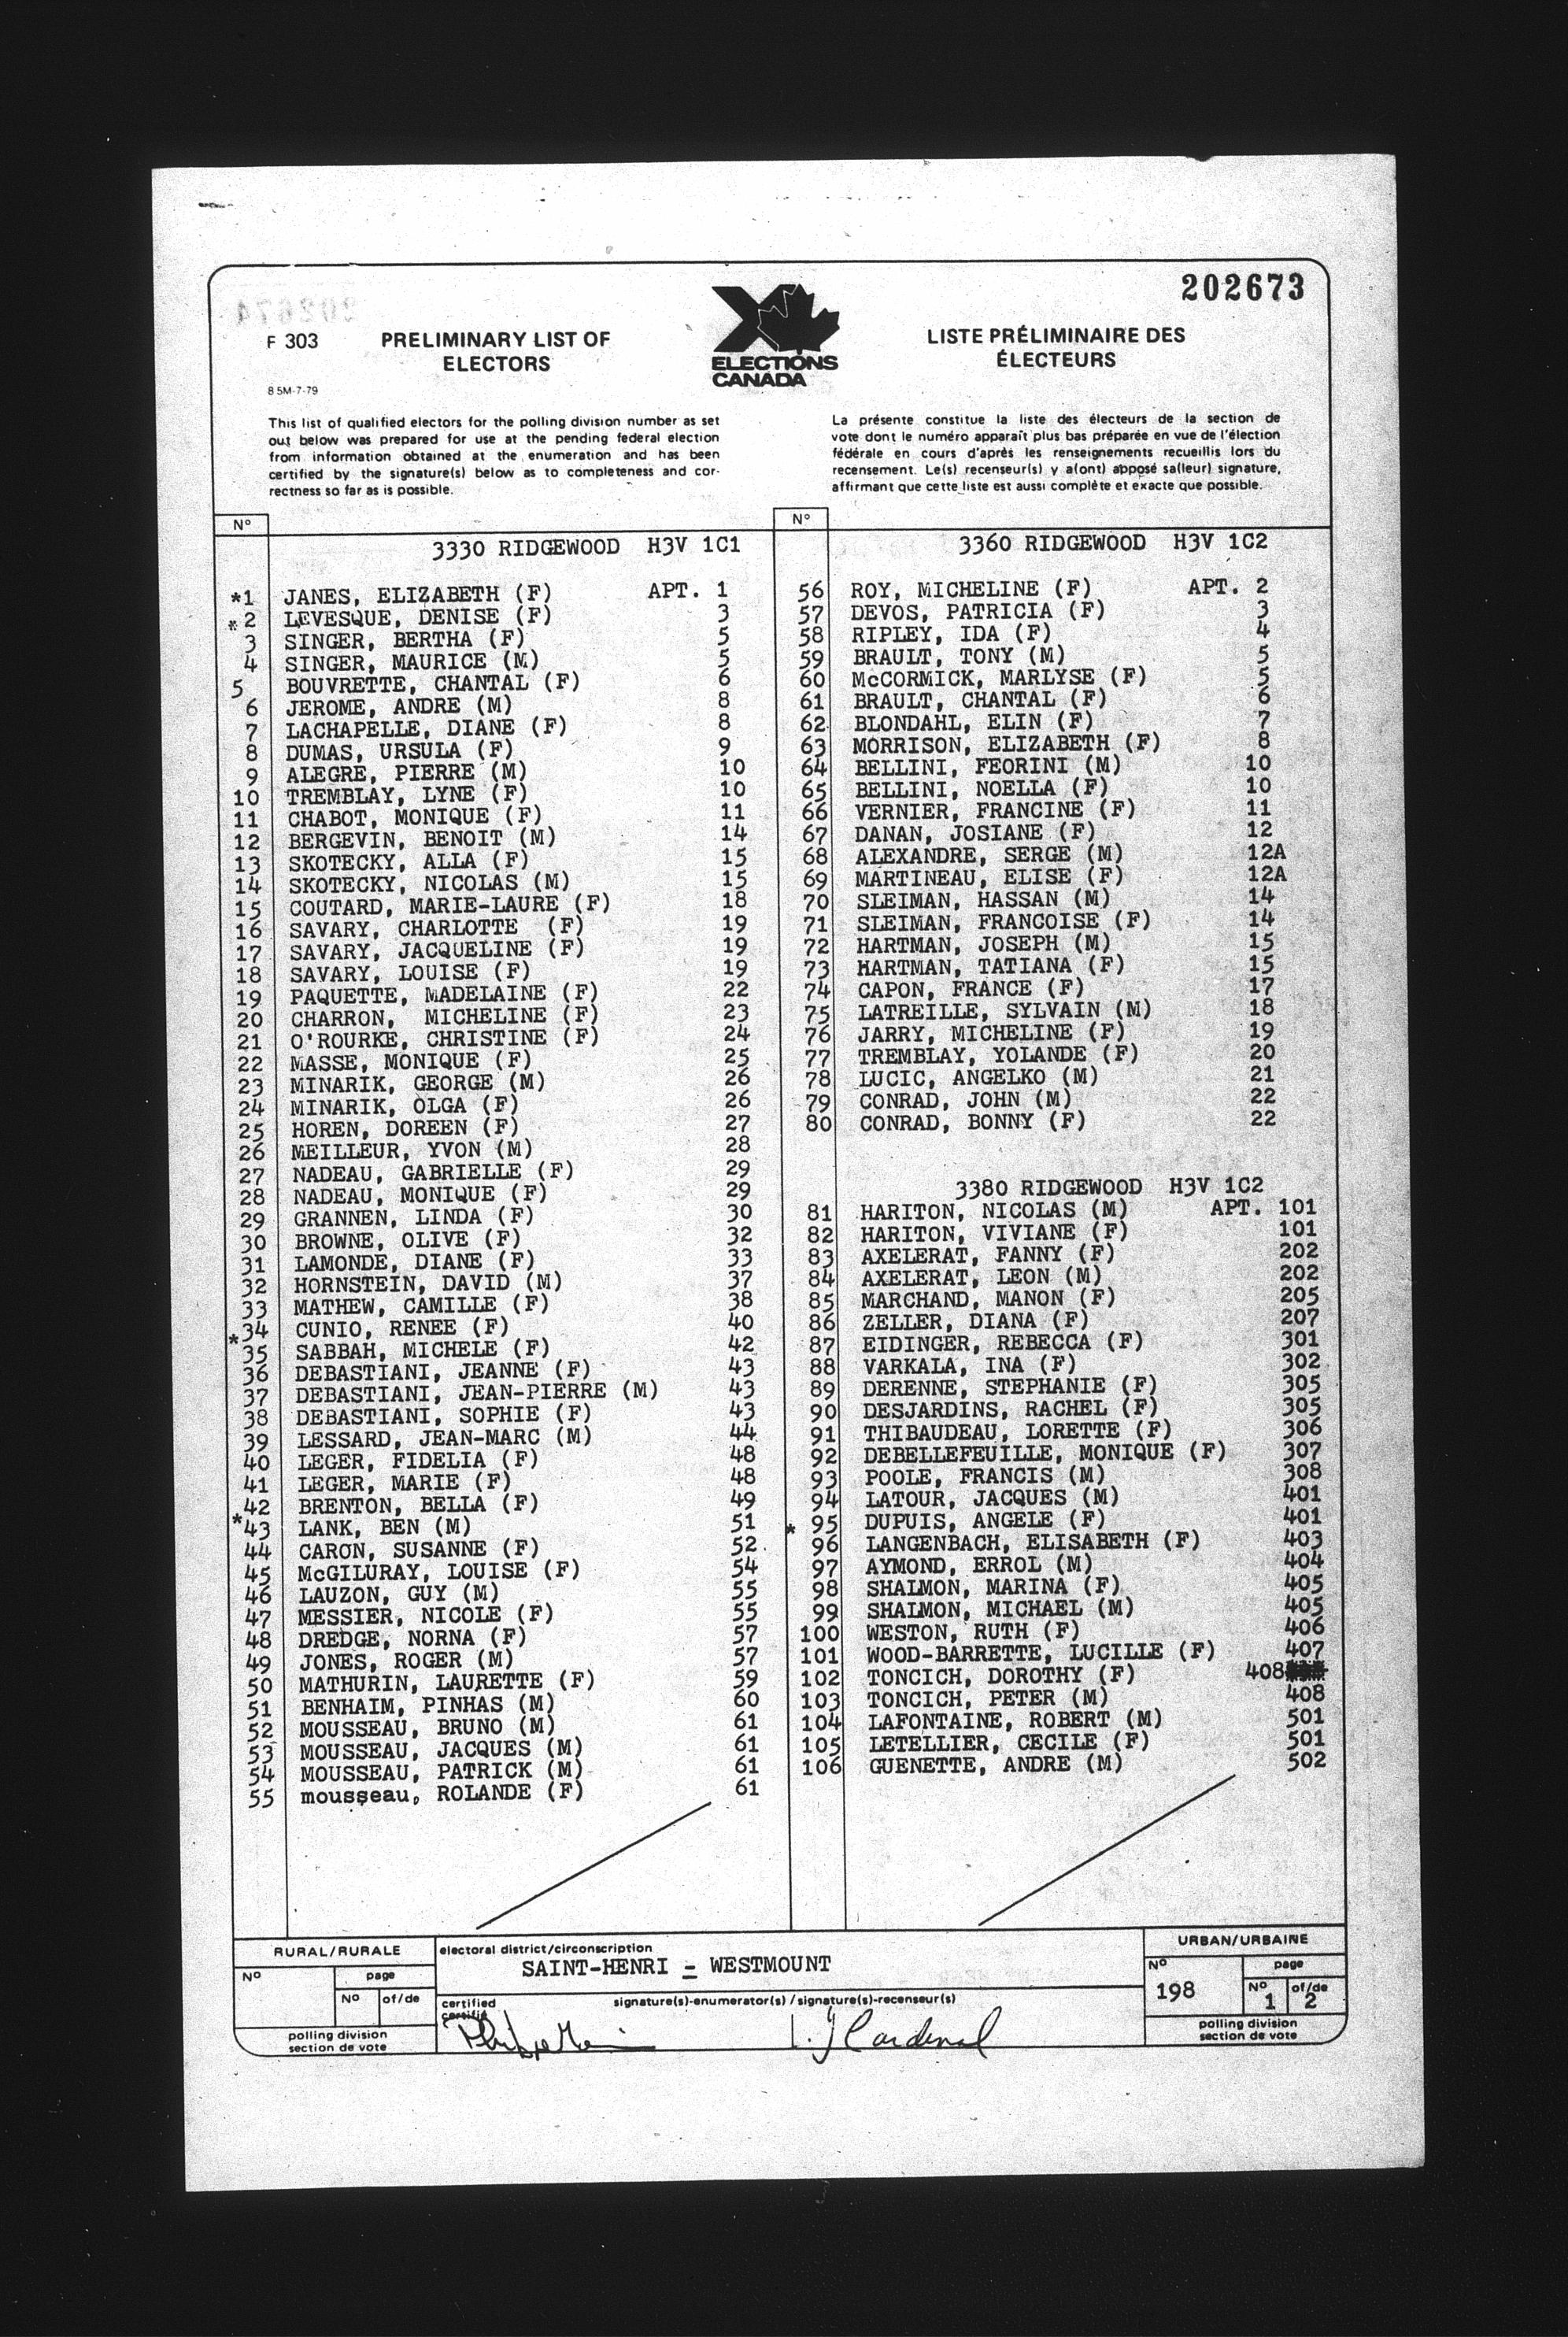 202673
F 303
PRELIMINARY LIST OF
ELECTORS
8 5M-7-79
ELECTIONS
CANADA
LISTE PRÉLIMINAIRE DES
ÉLECTEURS
This list of qualified electors for the polling division number as set
out below was prepared for use at the pending federal election
from information obtained at the enumeration and has been
certified by the signature(s) below as to completeness and cor-
rectness so far as is possible.
La présente constitue la liste des électeurs de la section de
vote dont le numéro apparaît plus bas préparée en vue de l'élection
fédérale en cours d'après les renseignements recueillis lors du
recensement. Le(s) recenseur(s) y a(ont) apposé sa(leur) signature,
affirmant que cette liste est aussi complète et exacte que possible.
Nº
3330 RIDGEWOOD H3V 1C1
*1 JANES, ELIZABETH (F) APT. 1
*2 LEVESQUE, DENISE (F) 3
3 SINGER, BERTHA (F) 5
4 SINGER, MAURICE (M) 5
5 BOUVRETTE, CHANTAL (F) 6
6 JEROME, ANDRE (M) 8
7 LACHAPELLE, DIANE (F) 8
8 DUMAS, URSULA (F) 9
9 ALEGRE, PIERRE (M) 10
10 TREMBLAY, LYNE (F) 10
11 CHABOT, MONIQUE (F) 11
12 BERGEVIN, BENOIT (M) 14
13 SKOTECKY, ALLA (F) 15
14 SKOTECKY, NICOLAS (M) 15
15 COUTARD, MARIE-LAURE (F) 18
16 SAVARY, CHARLOTTE (F) 19
17 SAVARY, JACQUELINE (F) 19
18 SAVARY, LOUISE (F) 19
19 PAQUETTE, MADELAINE (F) 22
20 CHARRON, MICHELINE (F) 23
21 O'ROURKE, CHRISTINE (F) 24
22 MASSE, MONIQUE (F) 25
23 MINARIK, GEORGE (M) 26
24 MINARIK, OLGA (F) 26
25 HOREN, DOREEN (F) 27
26 MEILLEUR, YVON (M) 28
27 NADEAU, GABRIELLE (F) 29
28 NADEAU, MONIQUE (F) 29
29 GRANNEN, LINDA (F) 30
30 BROWNE, OLIVE (F) 32
31 LAMONDE, DIANE (F) 33
32 HORNSTEIN, DAVID (M) 37
33 MATHEW, CAMILLE (F) 38
34 CUNIO, RENEE (F) 40
*35 SABBAH, MICHELE (F) 42
36 DEBASTIANI, JEANNE (F) 43
37 DEBASTIANI, JEAN-PIERRE (M) 43
38 DEBASTIANI, SOPHIE (F) 43
39 LESSARD, JEAN-MARC (M) 44
40 LEGER, FIDELIA (F) 48
41 LEGER, MARIE (F) 48
42 BRENTON, BELLA (F) 49
*43 LANK, BEN (M) 51
44 CARON, SUSANNE (F) 52
45 McGILURAY, LOUISE (F) 54
46 LAUZON, GUY (M) 55
47 MESSIER, NICOLE (F) 55
48 DREDGE, NORNA (F) 57
49 JONES, ROGER (M) 57
50 MATHURIN, LAURETTE (F) 59
51 BENHAIM, PINHAS (M) 60
52 MOUSSEAU, BRUNO (M) 61
53 MOUSSEAU, JACQUES (M) 61
54 MOUSSEAU, PATRICK (M) 61
55 mousseau, ROLANDE (F) 61
Nº
3360 RIDGEWOOD H3V 1C2
56 ROY, MICHELINE (F) APT. 2
57 DEVOS, PATRICIA (F) 3
58 RIPLEY, IDA (F) 4
59 BRAULT, TONY (M) 5
60 McCORMICK, MARLYSE (F) 5
61 BRAULT, CHANTAL (F) 6
62 BLONDAHL, ELIN (F) 7
63 MORRISON, ELIZABETH (F) 8
64 BELLINI, FEORINI (M) 10
65 BELLINI, NOELLA (F) 10
66 VERNIER, FRANCINE (F) 11
67 DANAN, JOSIANE (F) 12
68 ALEXANDRE, SERGE (M) 12A
69 MARTINEAU, ELISE (F) 12A
70 SLEIMAN, HASSAN (M) 14
71 SLEIMAN, FRANCOISE (F) 14
72 HARTMAN, JOSEPH (M) 15
73 HARTMAN, TATIANA (F) 15
74 CAPON, FRANCE (F) 17
75 LATREILLE, SYLVAIN (M) 18
76 JARRY, MICHELINE (F) 19
77 TREMBLAY, YOLANDE (F) 20
78 LUCIC, ANGELKO (M) 21
79 CONRAD, JOHN (M) 22
80 CONRAD, BONNY (F) 22
3380 RIDGEWOOD H3V 1C2
81 HARITON, NICOLAS (M) APT. 101
82 HARITON, VIVIANE (F) 101
83 AXELERAT, FANNY (F) 202
84 AXELERAT, LEON (M) 202
85 MARCHAND, MANON (F) 205
86 ZELLER, DIANA (F) 207
87 EIDINGER, REBECCA (F) 301
88 VARKALA, INA (F) 302
89 DERENNE, STEPHANIE (F) 305
90 DESJARDINS, RACHEL (F) 305
91 THIBAUDEAU, LORETTE (F) 306
92 DEBELLEFEUILLE, MONIQUE (F) 307
93 POOLE, FRANCIS (M) 308
94 LATOUR, JACQUES (M) 401
* 95 DUPUIS, ANGELE (F) 401
96 LANGENBACH, ELISABETH (F) 403
97 AYMOND, ERROL (M) 404
98 SHALMON, MARINA (F) 405
99 SHALMON, MICHAEL (M) 405
100 WESTON, RUTH (F) 406
101 WOOD-BARRETTE, LUCILLE (F) 407
102 TONCICH, DOROTHY (F) 408
103 TONCICH, PETER (M) 408
104 LAFONTAINE, ROBERT (M) 501
105 LETELLIER, CECILE (F) 501
106 GUENETTE, ANDRE (M) 502
RURAL/RURALE
Nº
page
Nº of/de
polling division
section de vote
electoral district/circonscription
SAINT-HENRI - WESTMOUNT
certified
certifié
signature(s)-enumerator(s) / signature(s)-recenseur(s)
Cardinal
URBAN/URBAINE
Nº 198
page
Nº 1 of/de 2
polling division
section de vote